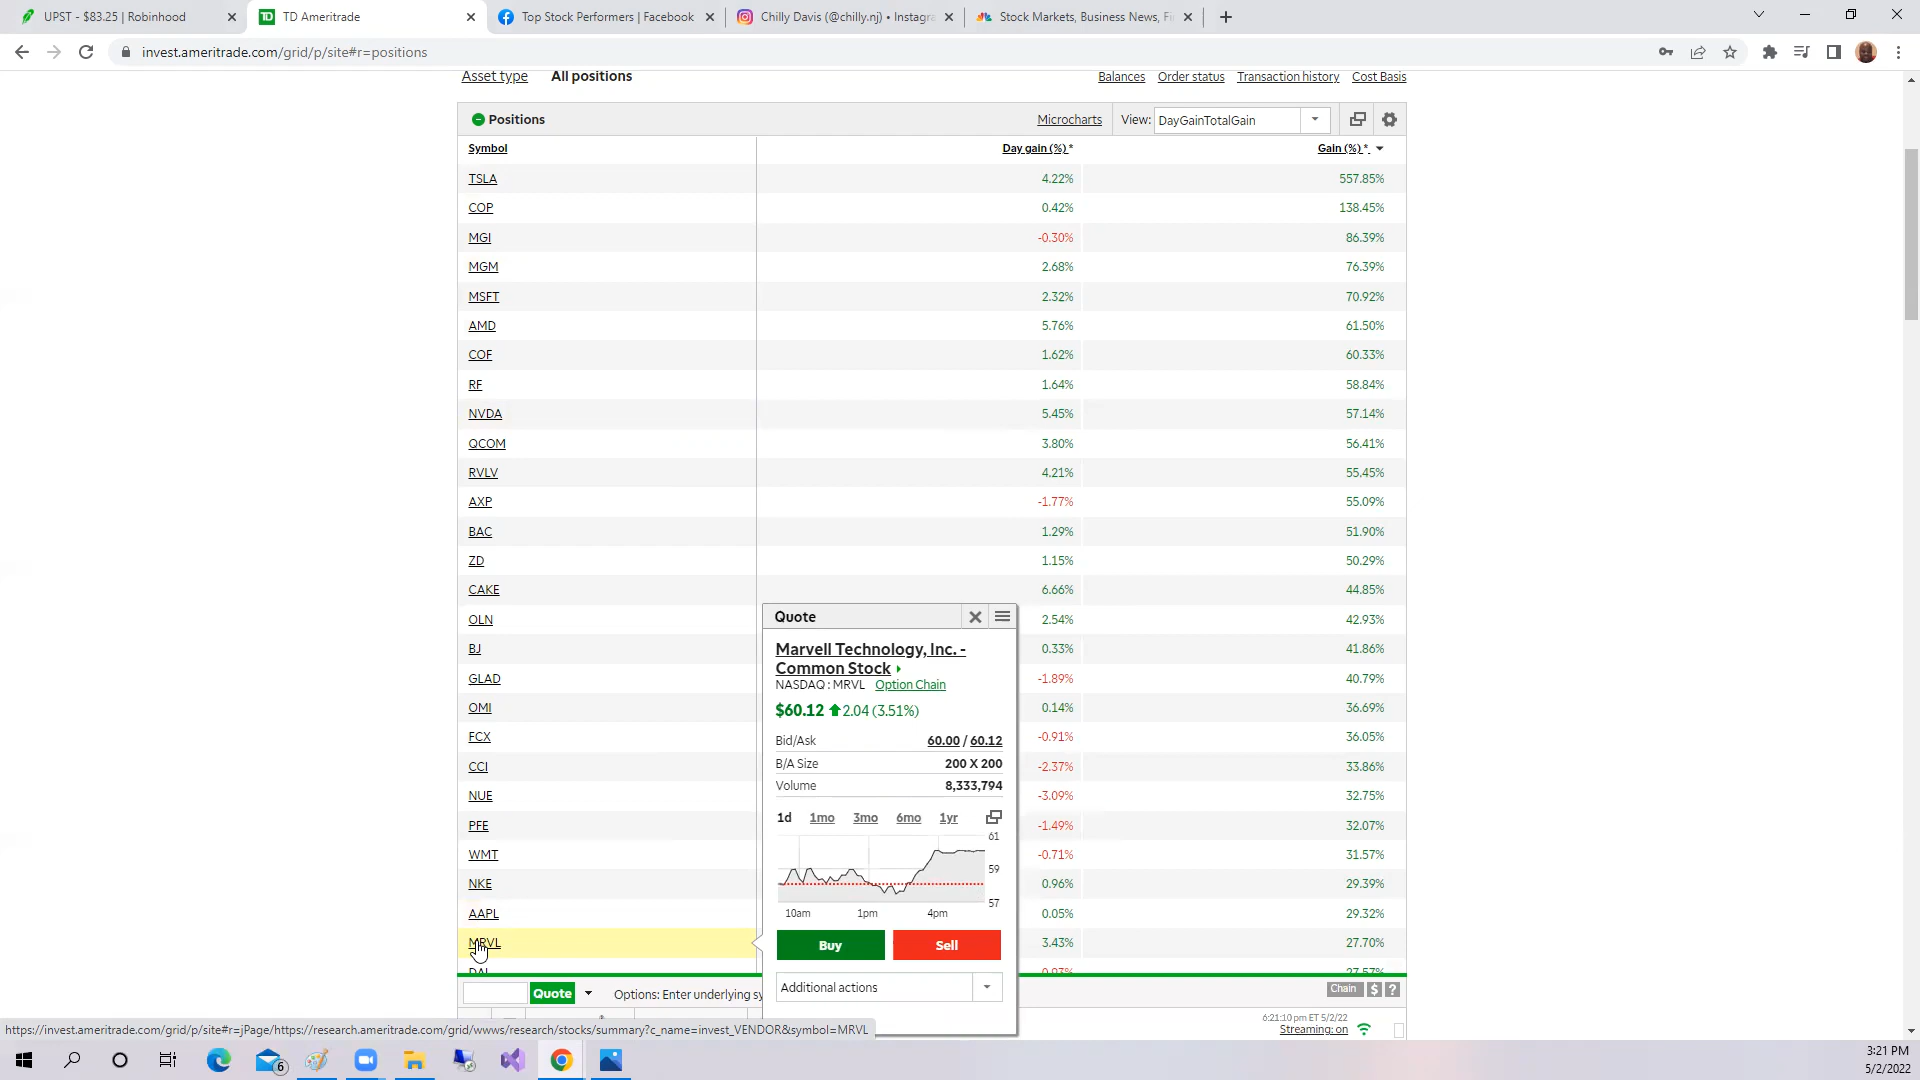 UPST - $83.25 | Robinhood
TD Ameritrade
Top Stock Performers | Facebook
Chilly Davis (@chilly.nj) • Instagra
Stock Markets, Business News, Fi
invest.ameritrade.com/grid/p/site#r=positions
Asset type All positions Balances Order status Transaction history Cost Basis
Positions Microcharts View: DayGainTotalGain
Symbol Day gain (%) * Gain (%) *
TSLA 4.22% 557.85%
COP 0.42% 138.45%
MGI -0.30% 86.39%
MGM 2.68% 76.39%
MSFT 2.32% 70.92%
AMD 5.76% 61.50%
COF 1.62% 60.33%
RF 1.64% 58.84%
NVDA 5.45% 57.14%
QCOM 3.80% 56.41%
RVLV 4.21% 55.45%
AXP -1.77% 55.09%
BAC 1.29% 51.90%
ZD 1.15% 50.29%
CAKE 6.66% 44.85%
OLN 2.54% 42.93%
BJ 0.33% 41.86%
GLAD -1.89% 40.79%
OMI 0.14% 36.69%
FCX -0.91% 36.05%
CCI -2.37% 33.86%
NUE -3.09% 32.75%
PFE -1.49% 32.07%
WMT -0.71% 31.57%
NKE 0.96% 29.39%
AAPL 0.05% 29.32%
MRVL 3.43% 27.70%
DAL 0.93% 27.57%
Quote
Marvell Technology, Inc. -
Common Stock
NASDAQ : MRVL Option Chain
$60.12 2.04 (3.51%)
Bid/Ask 60.00 / 60.12
B/A Size 200 X 200
Volume 8,333,794
1d 1mo 3mo 6mo 1yr
61
59
57
10am 1pm 4pm
Buy Sell
Additional actions
Quote Options: Enter underlying sy Chain $ ?
6:21:10 pm ET 5/2/22
Streaming: on
https://invest.ameritrade.com/grid/p/site#r=jPage/https://research.ameritrade.com/grid/wwws/research/stocks/summary?c_name=invest_VENDOR&symbol=MRVL
6
3:21 PM
5/2/2022